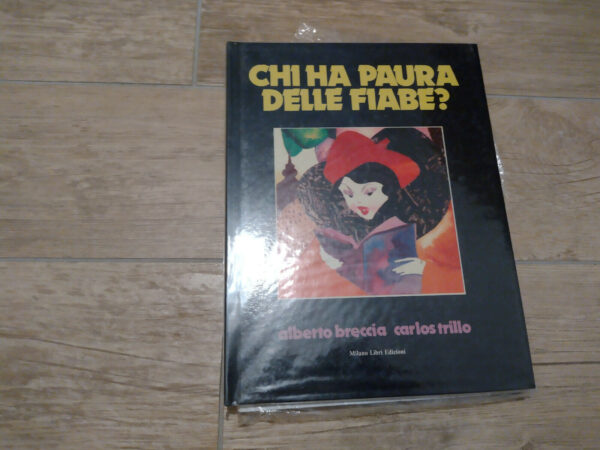 CHI HA PAURA
DELLE FIABE?
alberto breccia carlos trillo
Milano Libri Edizioni